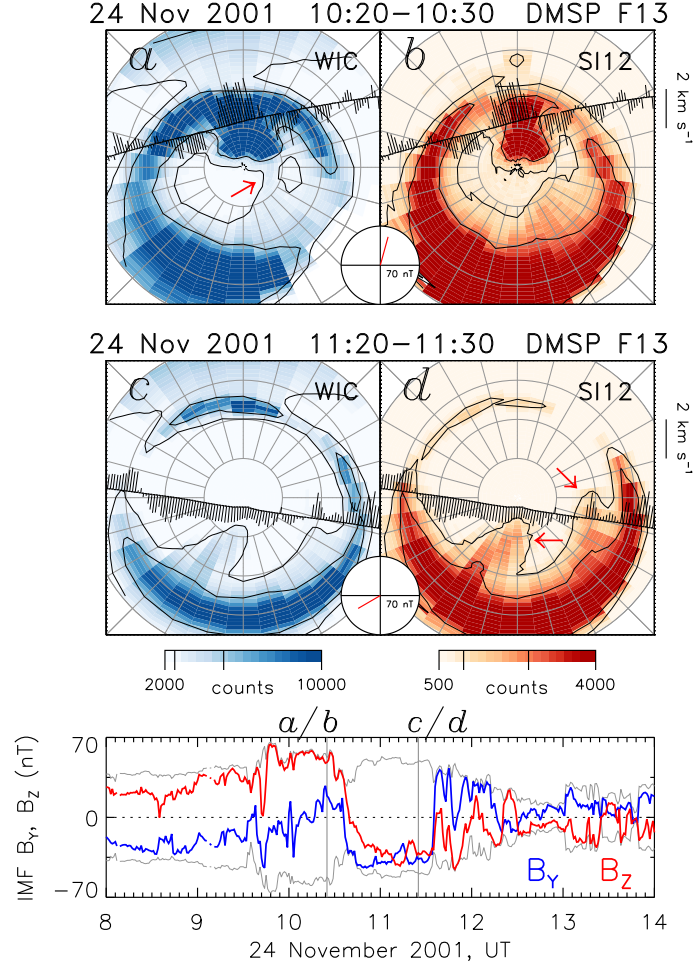 24 Nov 2001 10:20-10:30 DMSP F13
a WIC b SI12
2 km s⁻¹
70 nT
24 Nov 2001 11:20-11:30 DMSP F13
c WIC d SI12
2 km s⁻¹
70 nT
2000 counts 10000 500 counts 4000
a/b c/d
IMF B_Y, B_Z (nT)
70
0
-70
B_Y B_Z
8 9 10 11 12 13 14
24 November 2001, UT